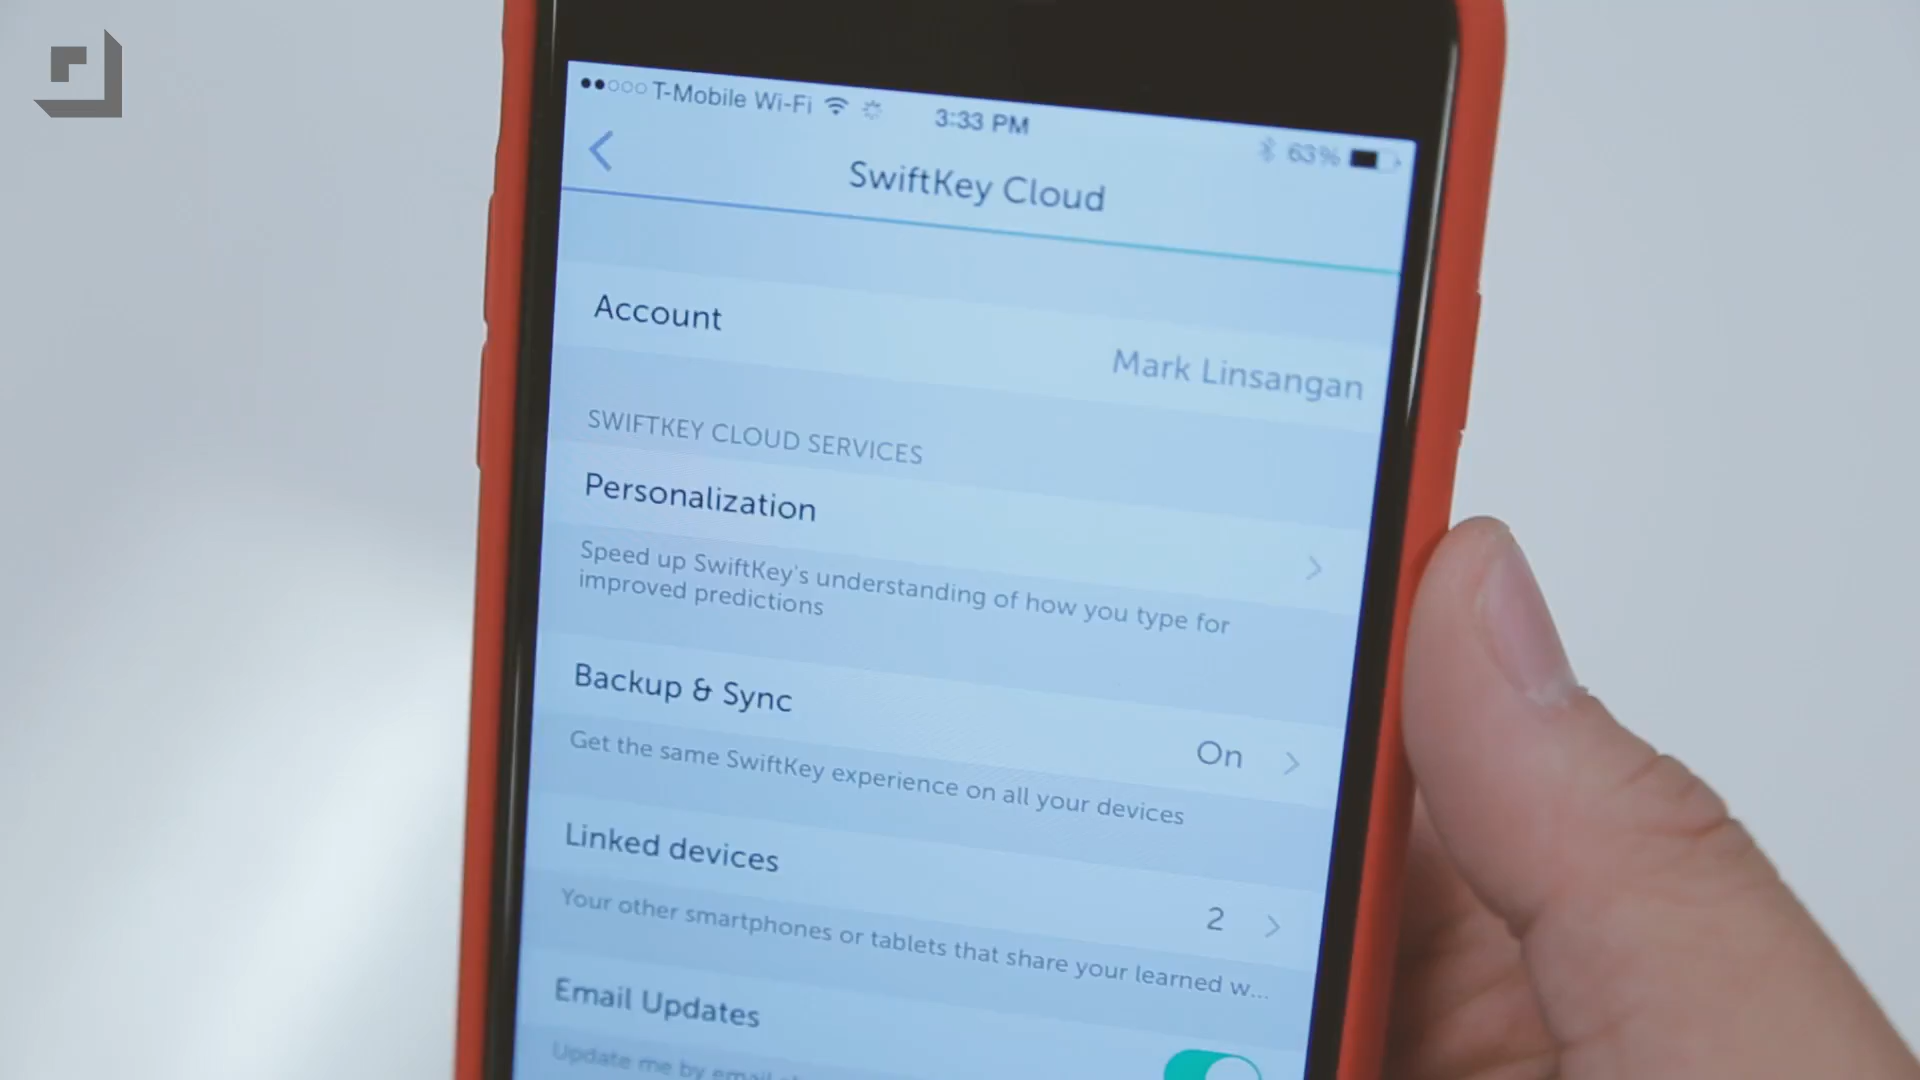 T-Mobile Wi-Fi 3:33 PM 63%
SwiftKey Cloud
Account
Mark Linsangan
SWIFTKEY CLOUD SERVICES
Personalization
Speed up SwiftKey's understanding of how you type for
improved predictions
Backup & Sync
On
Get the same SwiftKey experience on all your devices
Linked devices
2
Your other smartphones or tablets that share your learned w...
Email Updates
Update me by email